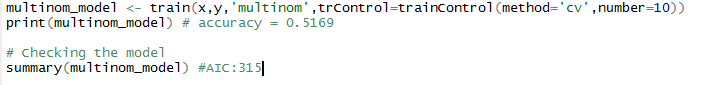 multinom_model <- train(x,y,'multinom',trControl=trainControl(method='cv',number=10))
print(multinom_model) # accuracy = 0.5169
# Checking the model
summary(multinom_model) #AIC:315